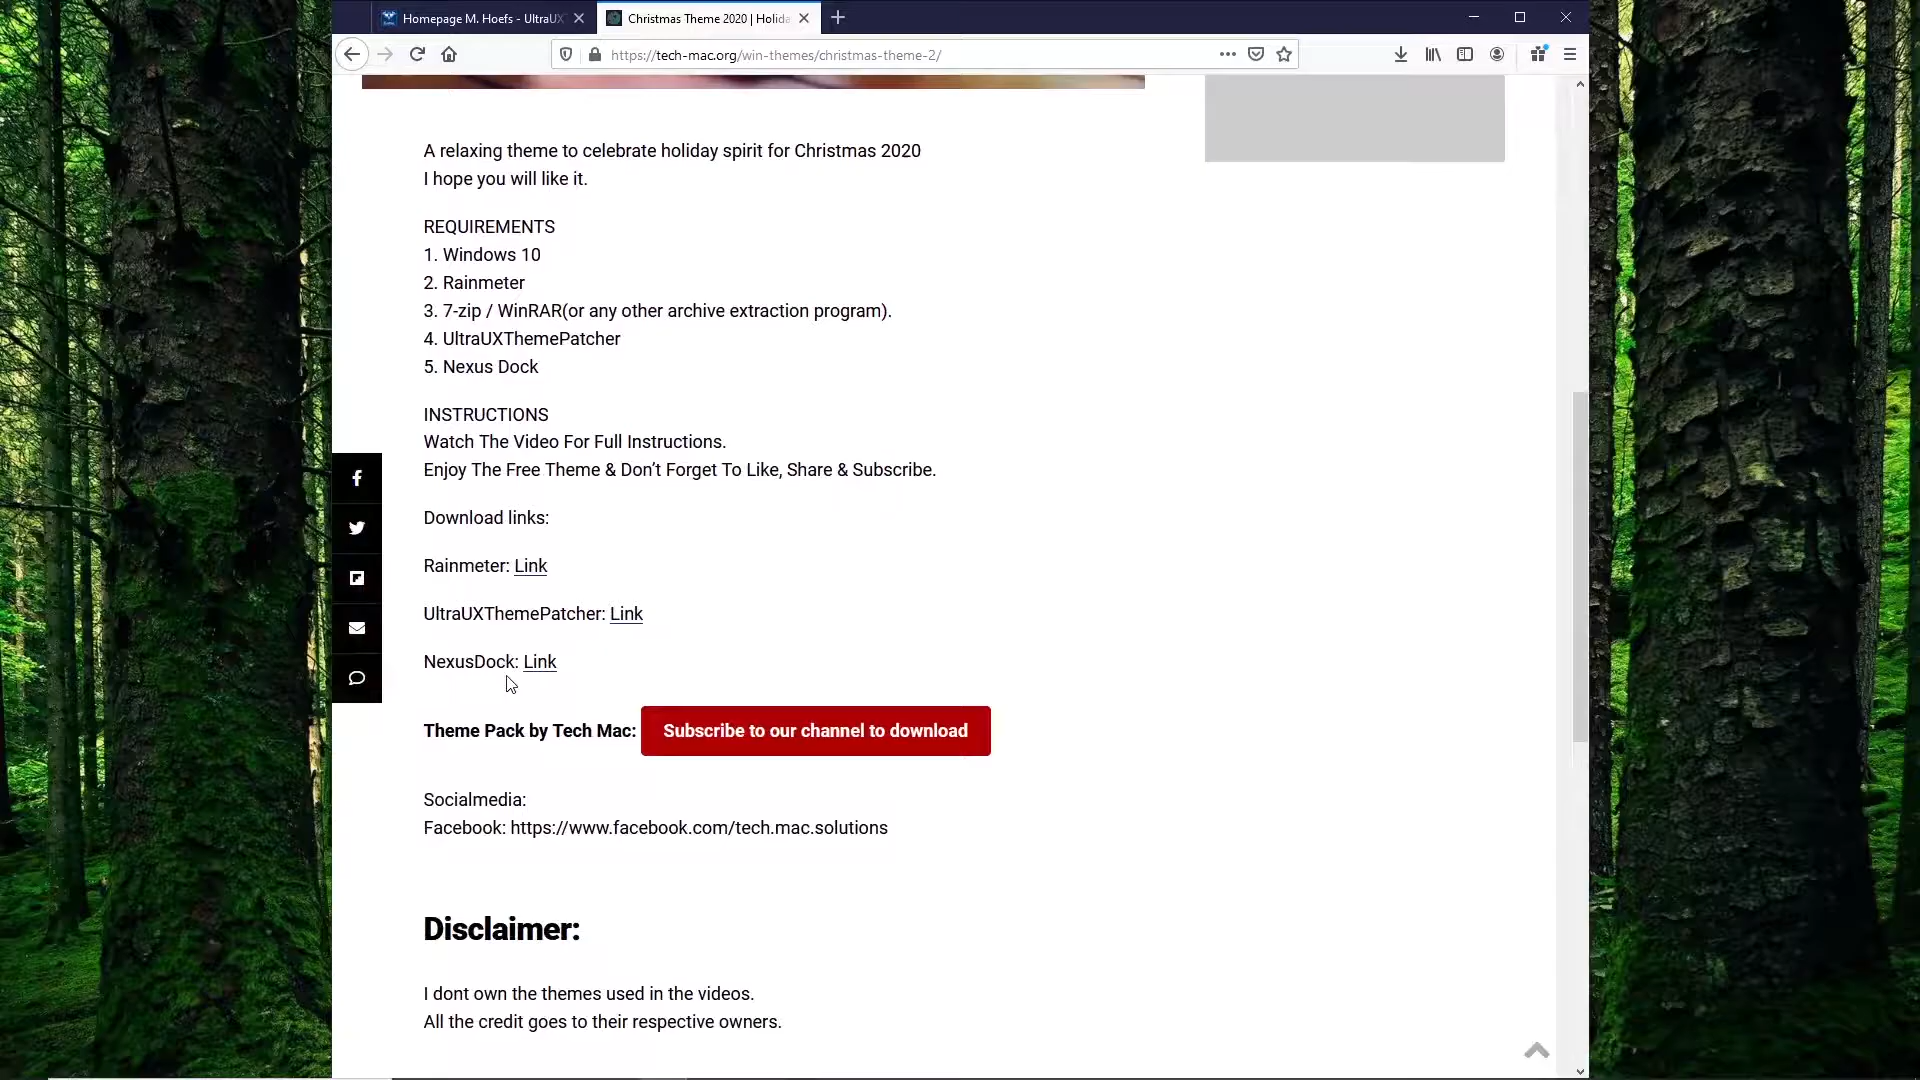 Homepage M. Hoefs - UltraUX
Christmas Theme 2020 | Holida
https://tech-mac.org/win-themes/christmas-theme-2/
A relaxing theme to celebrate holiday spirit for Christmas 2020
I hope you will like it.
REQUIREMENTS
1. Windows 10
2. Rainmeter
3. 7-zip / WinRAR(or any other archive extraction program).
4. UltraUXThemePatcher
5. Nexus Dock
INSTRUCTIONS
Watch The Video For Full Instructions.
Enjoy The Free Theme & Don’t Forget To Like, Share & Subscribe.
Download links:
Rainmeter: Link
UltraUXThemePatcher: Link
NexusDock: Link
Theme Pack by Tech Mac: Subscribe to our channel to download
Socialmedia:
Facebook: https://www.facebook.com/tech.mac.solutions
Disclaimer:
I dont own the themes used in the videos.
All the credit goes to their respective owners.